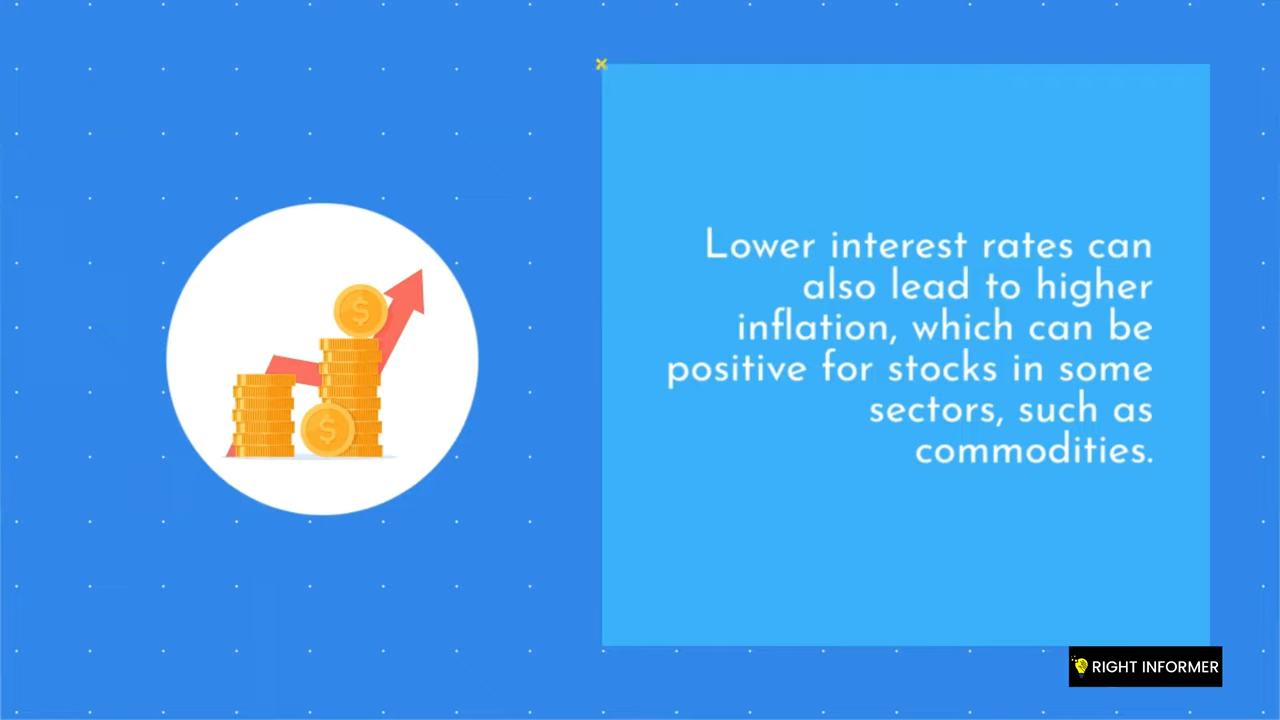 Lower interest rates can
also lead to higher
inflation, which can be
positive for stocks in some
sectors, such as
commodities.
$
$
RIGHT INFORMER